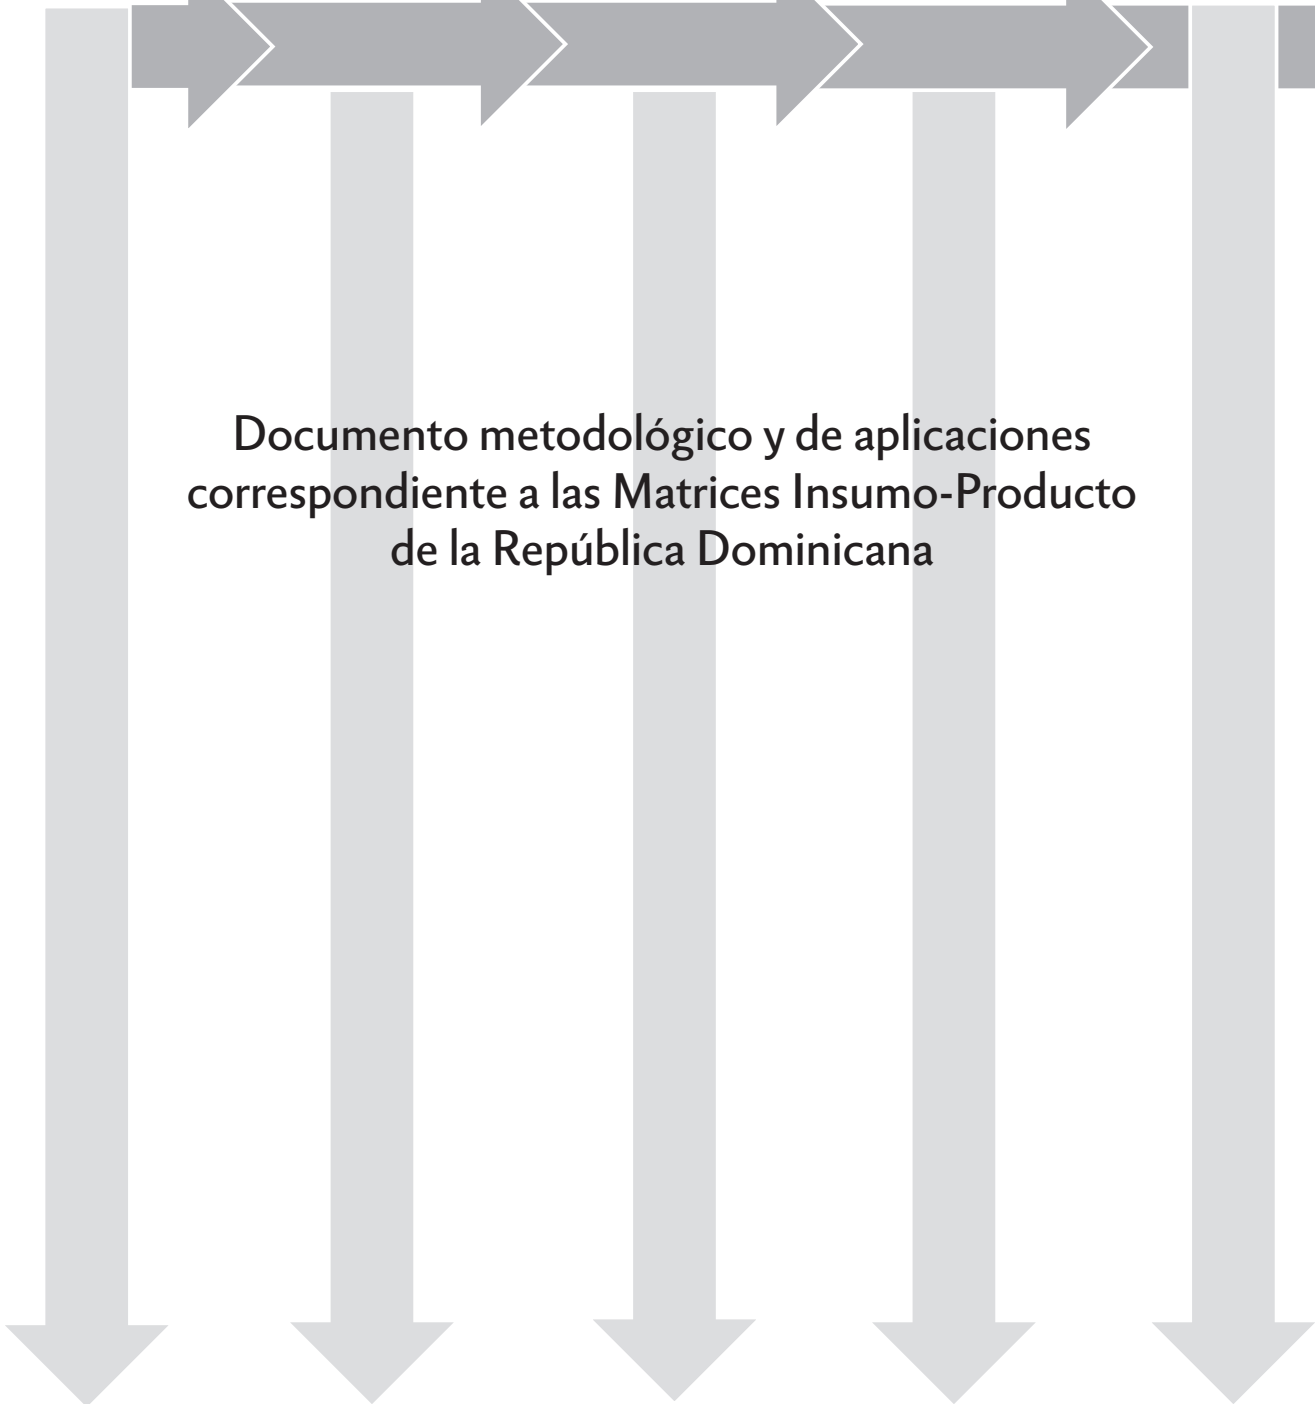 Documento metodológico y de aplicaciones
correspondiente a las Matrices Insumo-Producto
de la República Dominicana